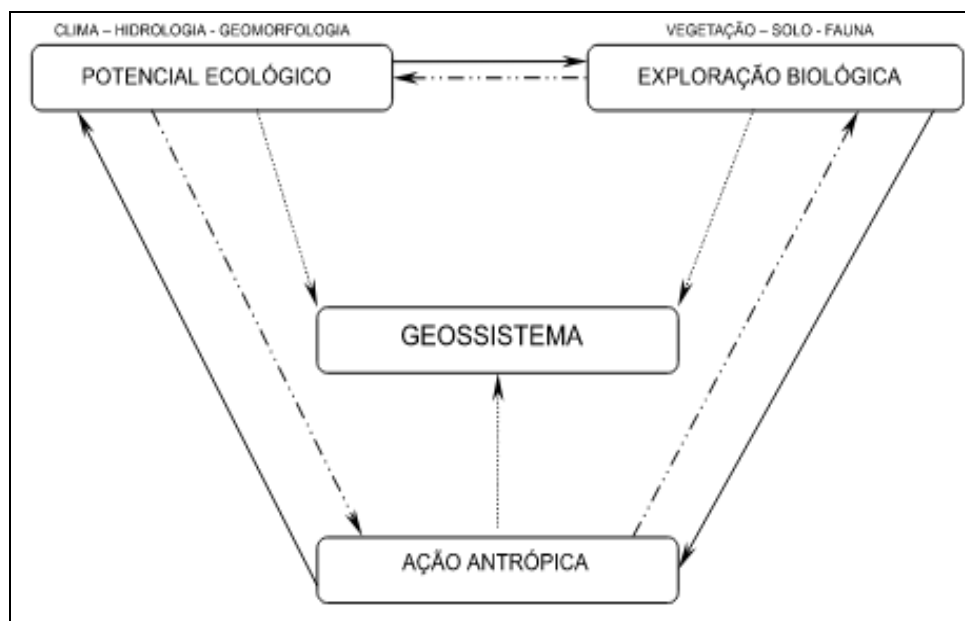 CLIMA – HIDROLOGIA - GEOMORFOLOGIA
VEGETAÇÃO – SOLO - FAUNA
POTENCIAL ECOLÓGICO
EXPLORAÇÃO BIOLÓGICA
GEOSSISTEMA
AÇÃO ANTRÓPICA